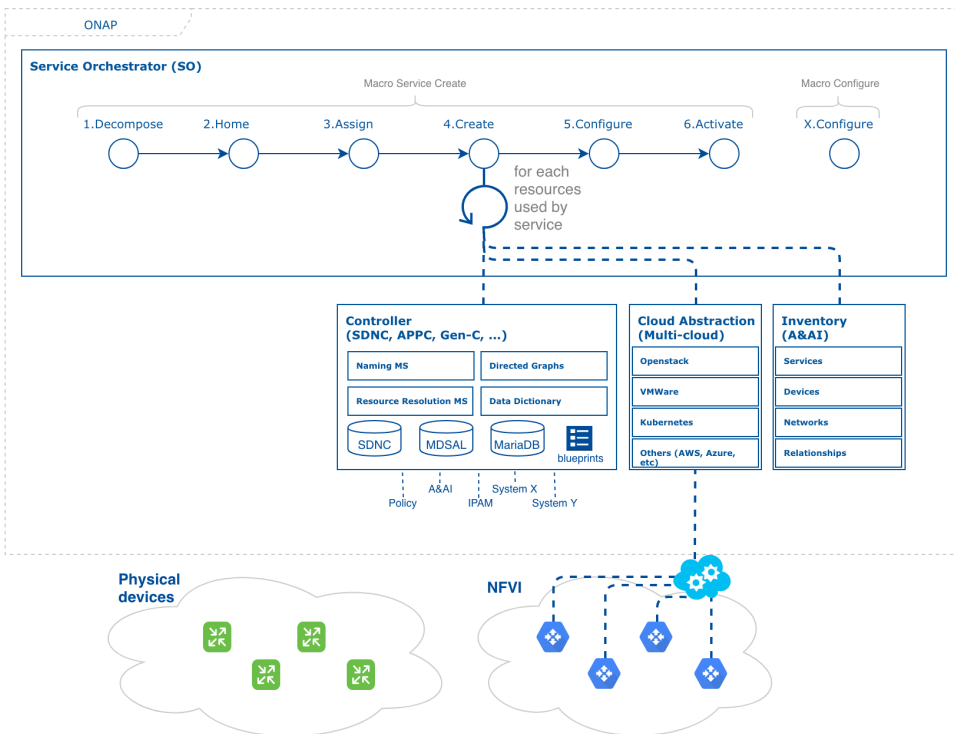 ONAP
Service Orchestrator (SO)
Macro Service Create
Macro Configure
1.Decompose
2.Home
3.Assign
4.Create
5.Configure
6.Activate
X.Configure
for each
resources
used by
service
Controller
(SDNC, APPC, Gen-C, ...)
Naming MS
Directed Graphs
Resource Resolution MS
Data Dictionary
SDNC
MDSAL
MariaDB
blueprints
Policy
A&AI
IPAM
System X
System Y
Cloud Abstraction
(Multi-cloud)
Openstack
VMWare
Kubernetes
Others (AWS, Azure,
etc)
Inventory
(A&AI)
Services
Devices
Networks
Relationships
Physical
devices
NFVI